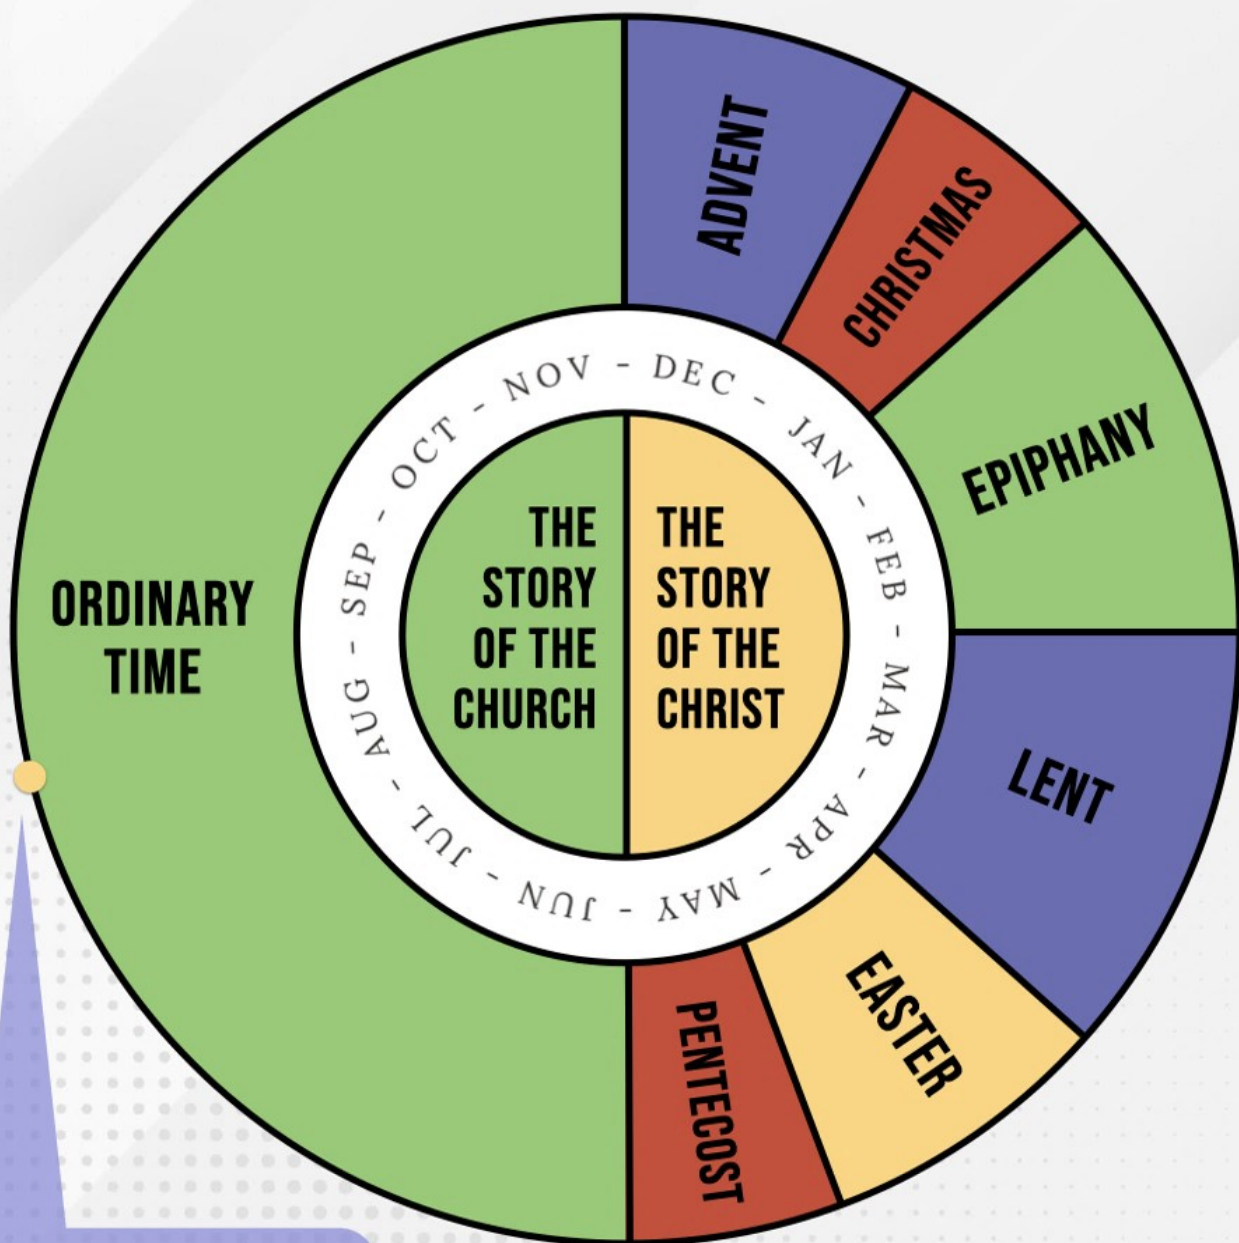 ADVENT
CHRISTMAS
EPIPHANY
LENT
EASTER
PENTECOST
ORDINARY
TIME
DEC - JAN - FEB - MAR - APR - MAY - JUN - JUL - AUG - SEP - OCT - NOV -
THE
STORY
OF THE
CHURCH
THE
STORY
OF THE
CHRIST